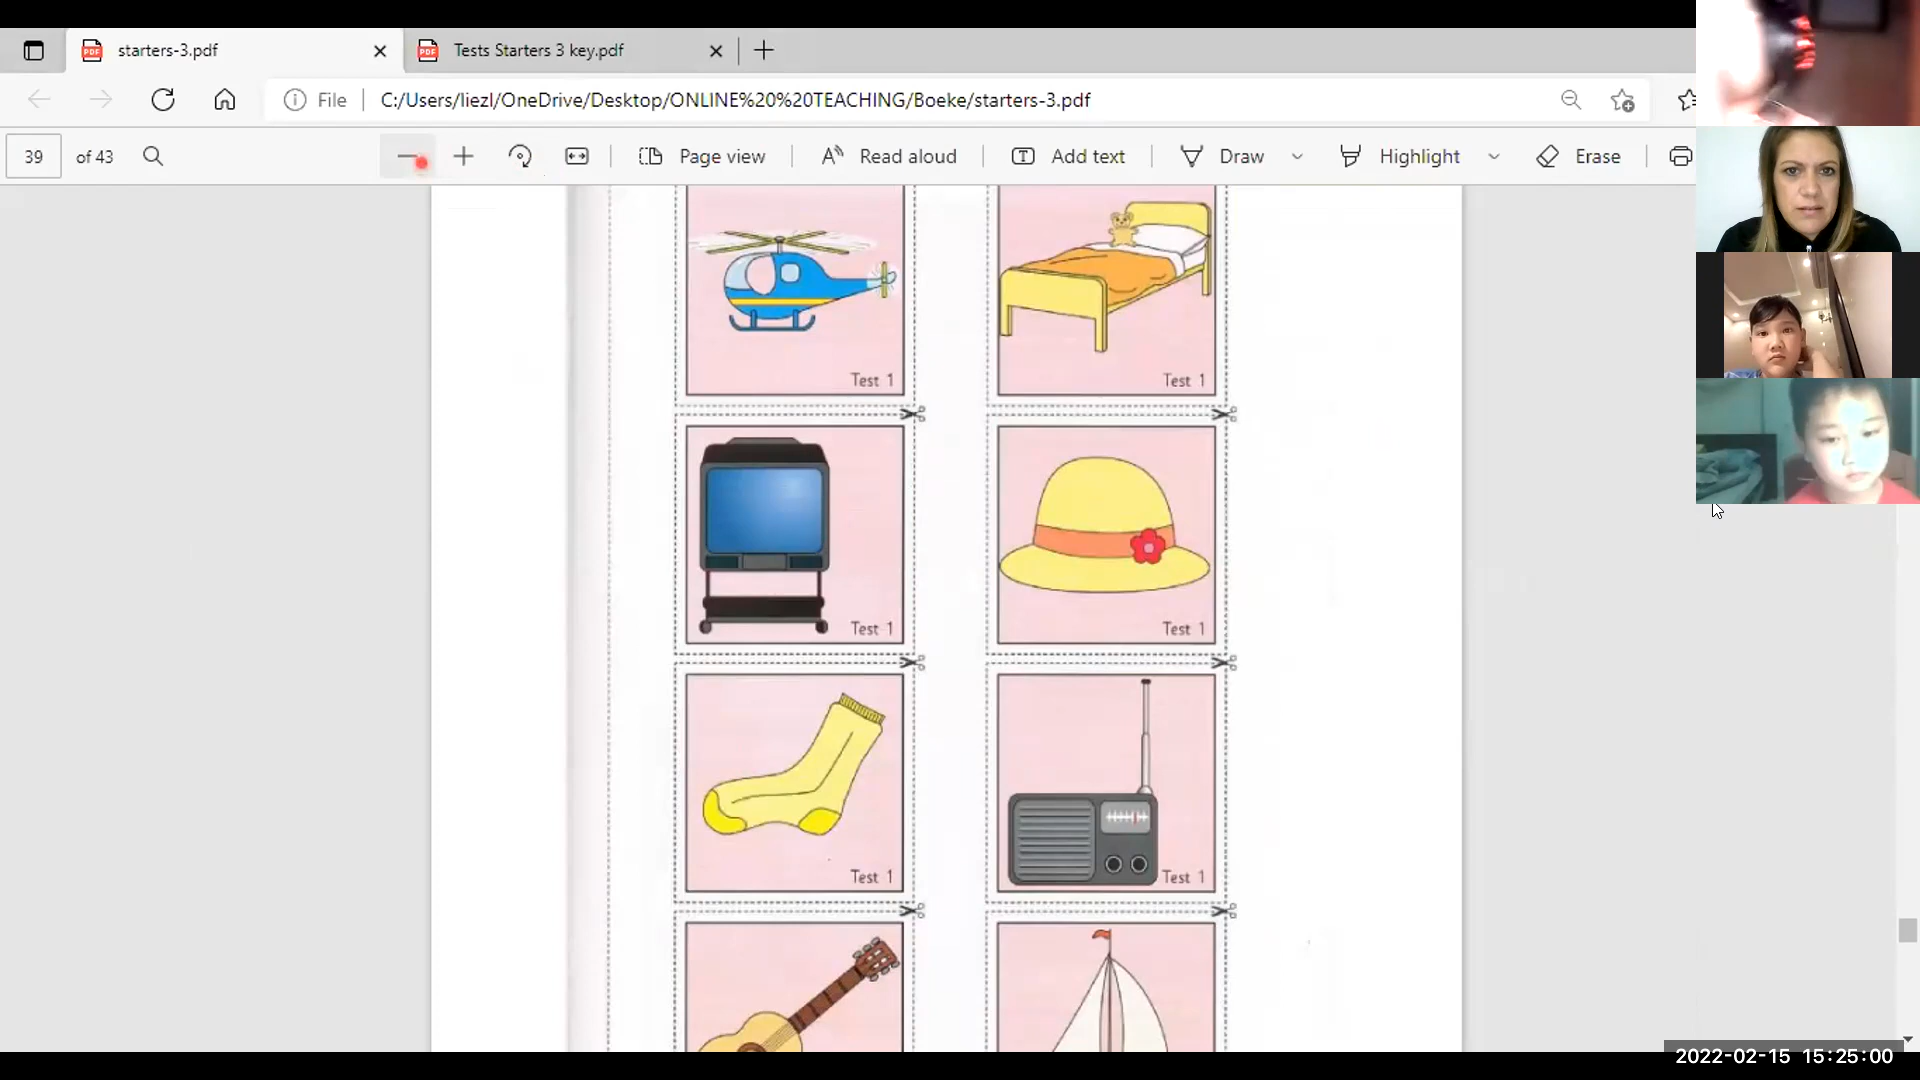 starters-3.pdf
Tests Starters 3 key.pdf
File
C:/Users/liezl/OneDrive/Desktop/ONLINE%20%20TEACHING/Boeke/starters-3.pdf
39 of 43
Page view
Read aloud
Add text
Draw
Highlight
Erase
Test 1
Test 1
Test 1
Test 1
Test 1
Test 1
2022-02-15 15:25:00